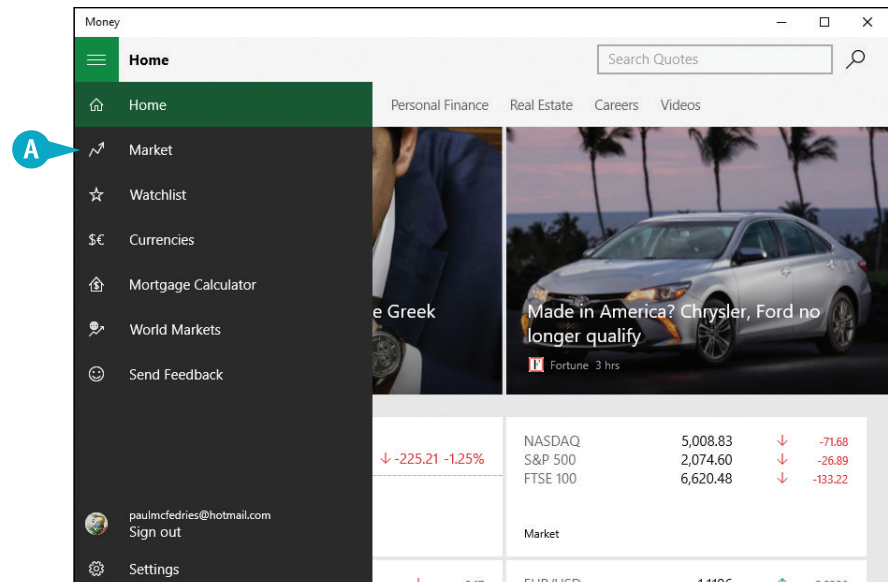 Money
Home
Search Quotes
Home
Personal Finance Real Estate Careers Videos
A
Market
Watchlist
$€ Currencies
Mortgage Calculator
World Markets
Send Feedback
e Greek
Made in America? Chrysler, Ford no
longer qualify
F Fortune 3 hrs
-225.21 -1.25%
NASDAQ 5,008.83 -71.68
S&P 500 2,074.60 -26.89
FTSE 100 6,620.48 -133.22
Market
paulmcfedries@hotmail.com
Sign out
Settings